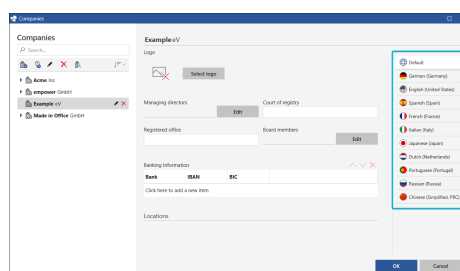 Companies
Companies
Search...
Acme Inc
empower GmbH
Example eV
Made in Office GmbH
Example eV
Logo
Select logo
Managing directors
Edit
Court of registry
Registered office
Board members
Edit
Banking information
Bank IBAN BIC
Click here to add a new item
Locations
Default
German (Germany)
English (United States)
Spanish (Spain)
French (France)
Italian (Italy)
Japanese (Japan)
Dutch (Netherlands)
Portuguese (Portugal)
Russian (Russia)
Chinese (Simplified, PRC)
OK Cancel